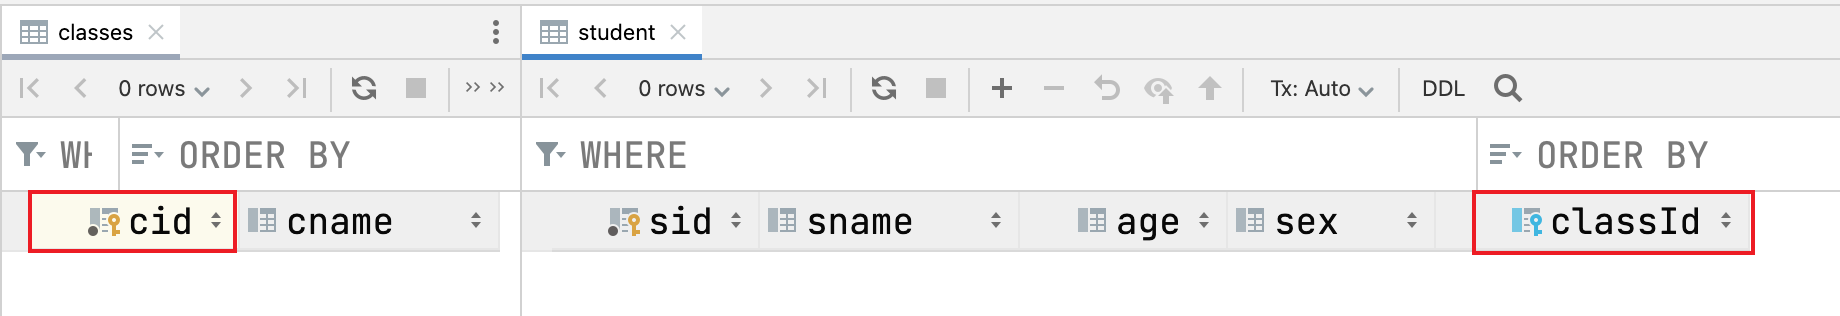 classes
student
0 rows
0 rows
Tx: Auto
DDL
ORDER BY
WHERE
ORDER BY
cid
cname
sid
sname
age
sex
classId